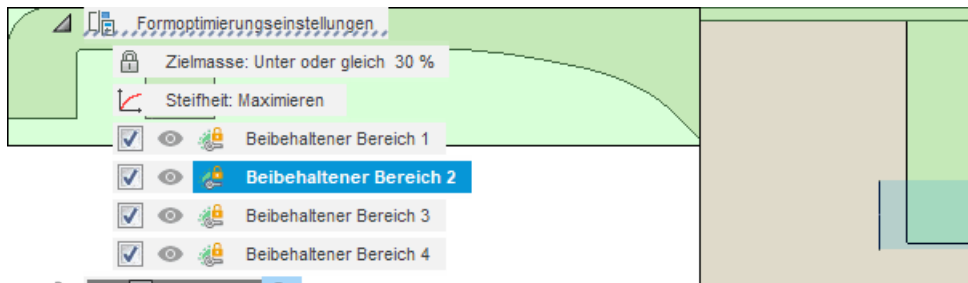 Formoptimierungseinstellungen
Zielmasse: Unter oder gleich 30 %
Steifheit: Maximieren
Beibehaltener Bereich 1
Beibehaltener Bereich 2
Beibehaltener Bereich 3
Beibehaltener Bereich 4